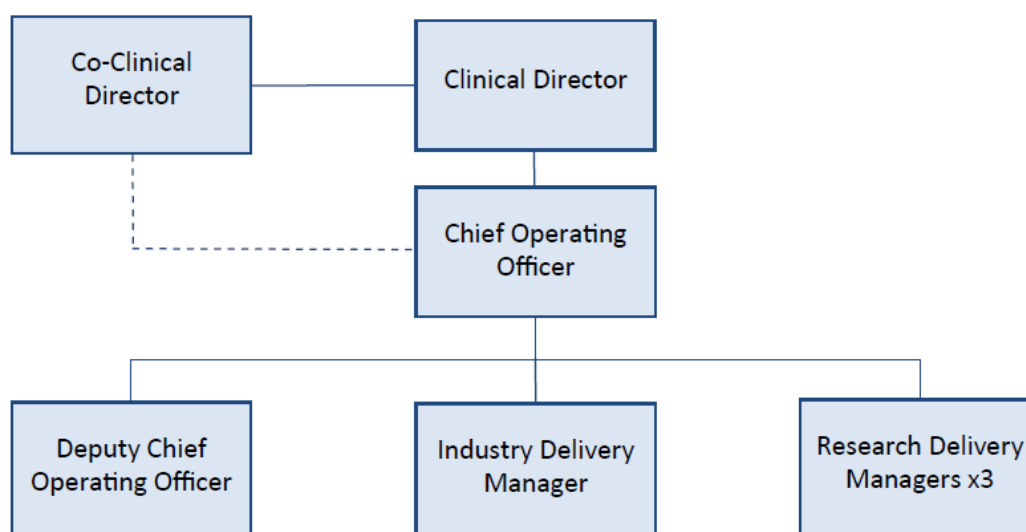 Co-Clinical
Director
Clinical Director
Chief Operating
Officer
Deputy Chief
Operating Officer
Industry Delivery
Manager
Research Delivery
Managers x3